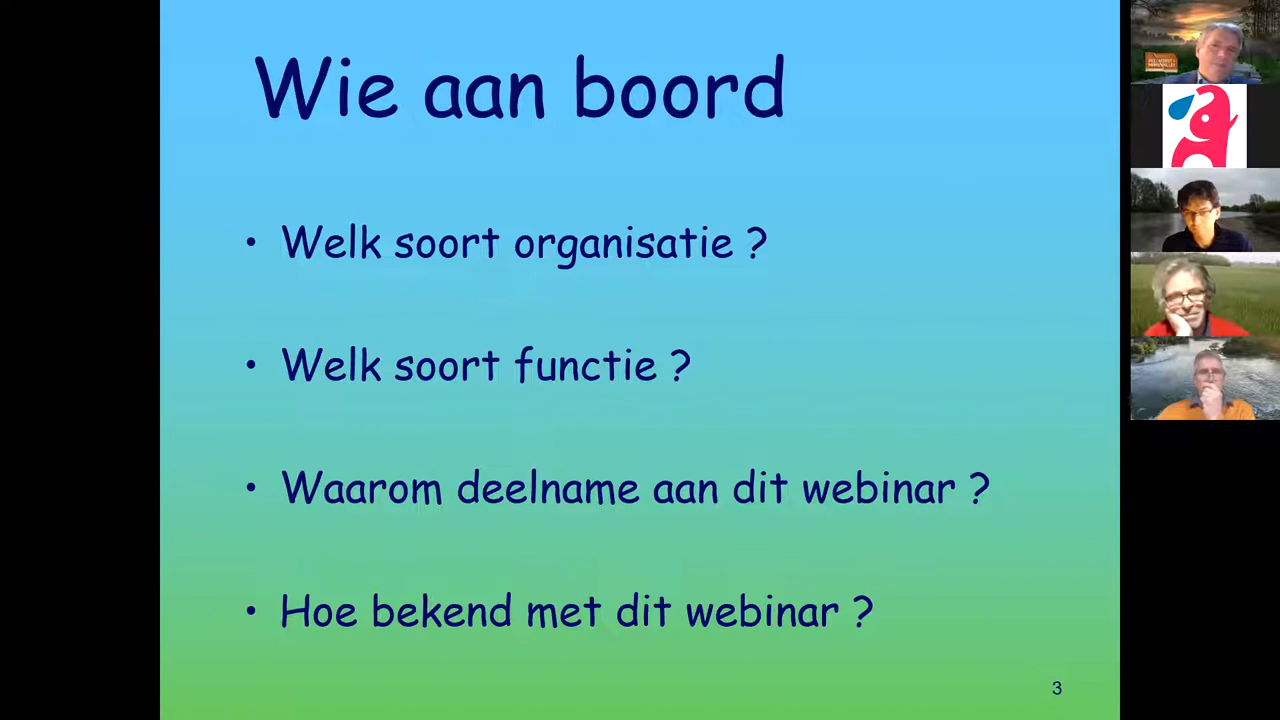 Wie aan boord
• Welk soort organisatie ?
• Welk soort functie ?
• Waarom deelname aan dit webinar ?
• Hoe bekend met dit webinar ?
3